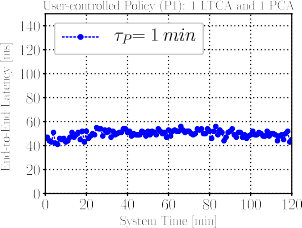 User-controlled Policy (P1): 1 LTCA and 1 PCA
τP = 1 min
End-to-End Latency [ms]
140
120
100
80
60
40
20
0
0 20 40 60 80 100 120
System Time [min]